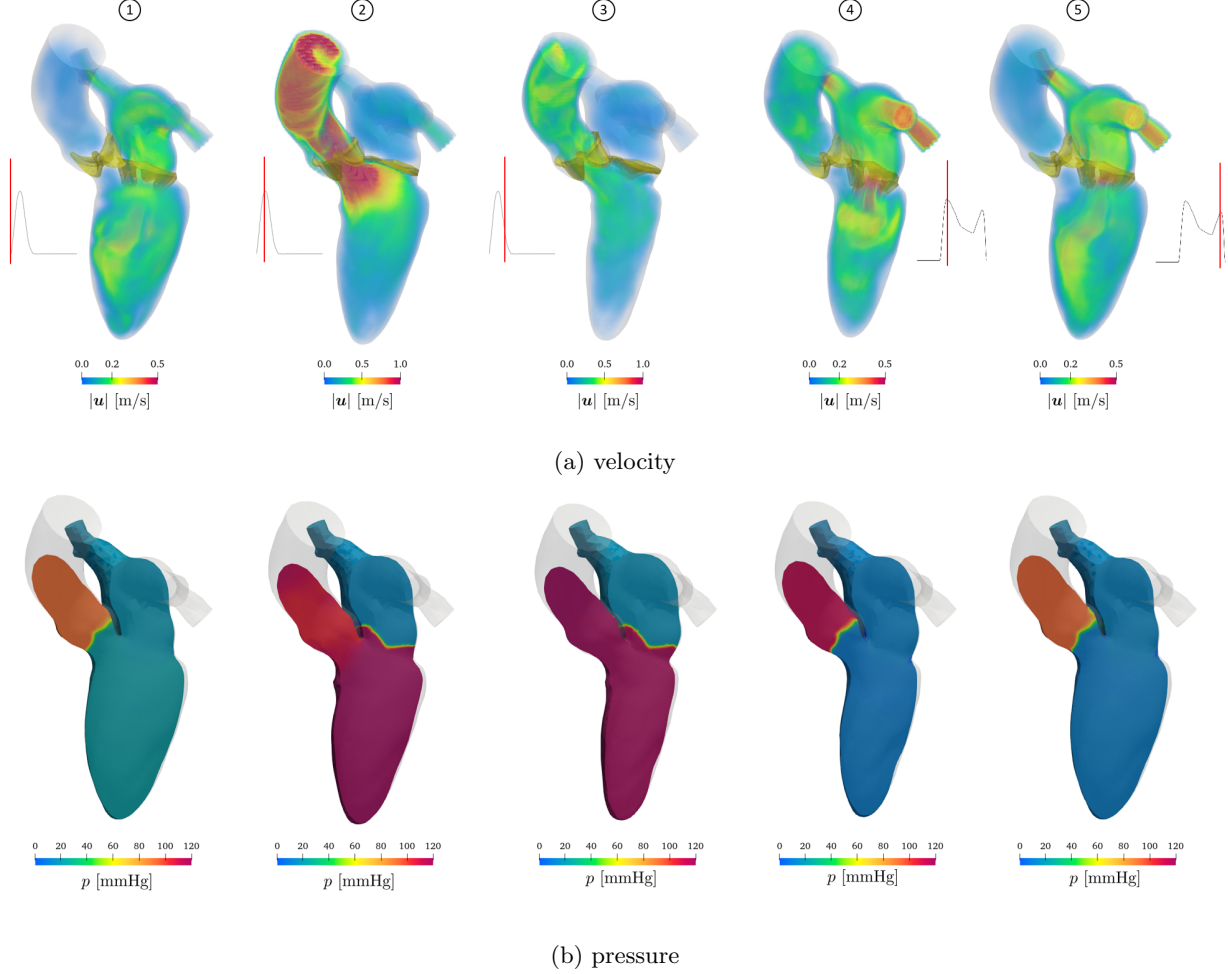 1 2 3 4 5
0.0 0.2 0.5 0.0 0.5 1.0 0.0 0.5 1.0 0.0 0.2 0.5 0.0 0.2 0.5
|u| [m/s] |u| [m/s] |u| [m/s] |u| [m/s] |u| [m/s]
(a) velocity
0 20 40 60 80 100 120 0 20 40 60 80 100 120 0 20 40 60 80 100 120 0 20 40 60 80 100 120 0 20 40 60 80 100 120
p [mmHg] p [mmHg] p [mmHg] p [mmHg] p [mmHg]
(b) pressure